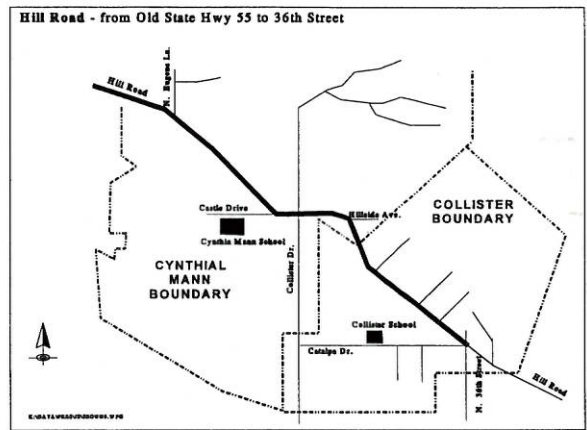 Hill Road - from Old State Hwy 55 to 36th Street
Hill Road
N. Eugene Ln.
Castle Drive
Hillside Ave.
Cynthia Mann School
COLLISTER
BOUNDARY
CYNTHIAL
MANN
BOUNDARY
Collister Dr.
Collister School
Catalpa Dr.
N. 36th Street
Hill Road